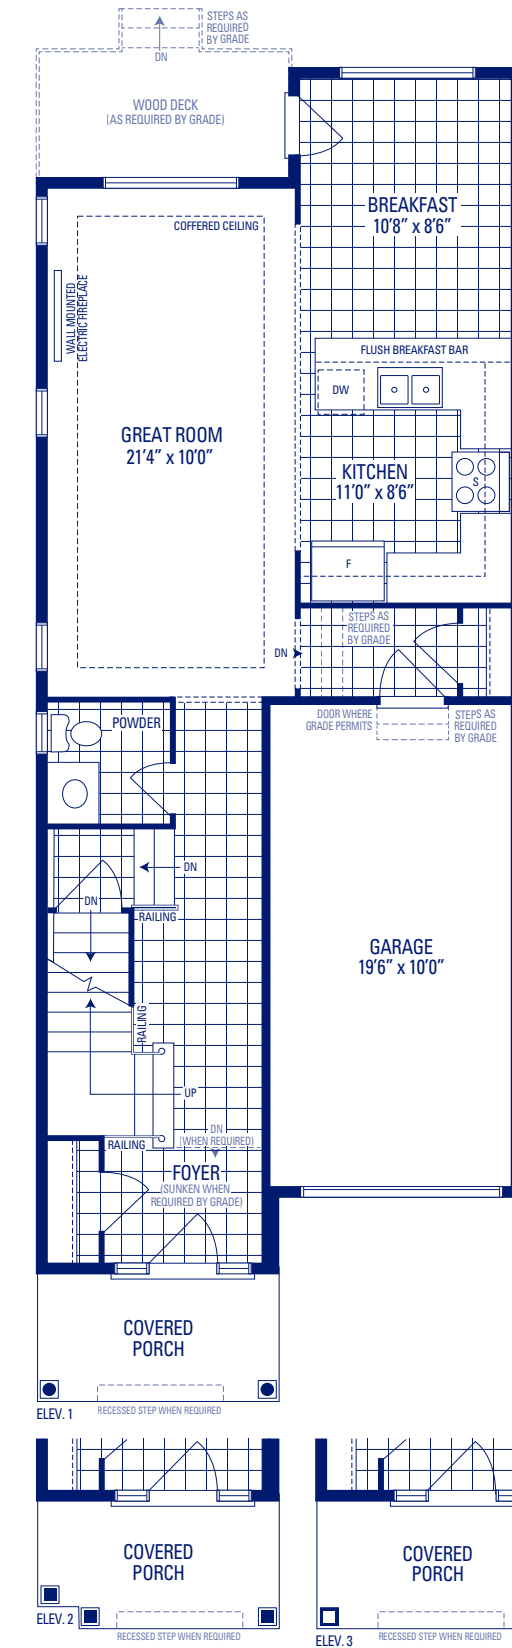 STEPS AS
REQUIRED
BY GRADE
DN
WOOD DECK
(AS REQUIRED BY GRADE)
BREAKFAST
10'8" x 8'6"
COFFERED CEILING
WALL MOUNTED
ELECTRIC FIREPLACE
FLUSH BREAKFAST BAR
DW
GREAT ROOM
21'4" x 10'0"
KITCHEN
11'0" x 8'6"
S
F
STEPS AS
REQUIRED
BY GRADE
DN
POWDER
DOOR WHERE
GRADE PERMITS
STEPS AS
REQUIRED
BY GRADE
DN
DN
RAILING
GARAGE
19'6" x 10'0"
RAILING
UP
DN
(WHEN REQUIRED)
RAILING
FOYER
(SUNKEN WHEN
REQUIRED BY GRADE)
COVERED
PORCH
ELEV. 1
RECESSED STEP WHEN REQUIRED
COVERED
PORCH
ELEV. 2
RECESSED STEP WHEN REQUIRED
COVERED
PORCH
ELEV. 3
RECESSED STEP WHEN REQUIRED